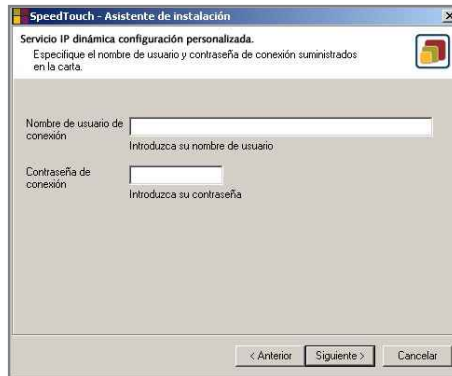 SpeedTouch - Asistente de instalación
Servicio IP dinámica configuración personalizada.
Especifique el nombre de usuario y contraseña de conexión suministrados
en la carta.
Nombre de usuario de
conexión
Introduzca su nombre de usuario
Contraseña de
conexión
Introduzca su contraseña
< Anterior
Siguiente >
Cancelar